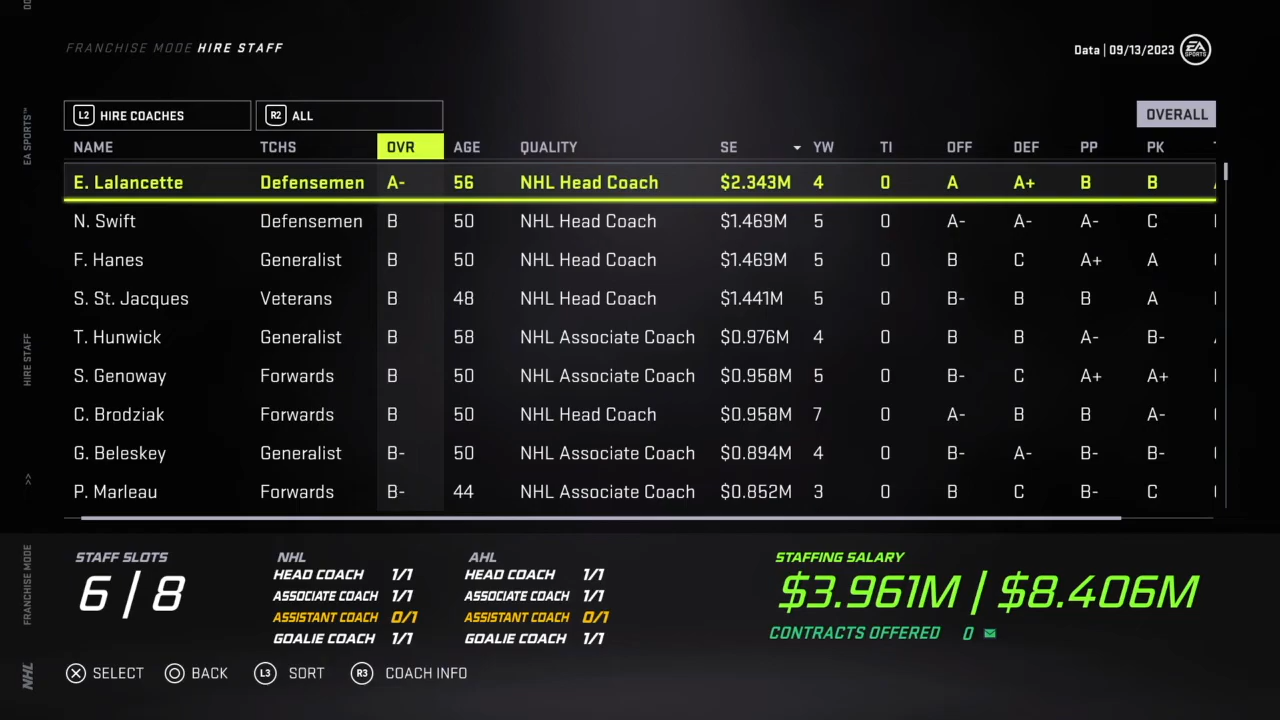 FRANCHISE MODE HIRE STAFF
Data | 09/13/2023
EA SPORTS
L2 HIRE COACHES R2 ALL OVERALL
NAME TCHS OVR AGE QUALITY SE YW TI OFF DEF PP PK
E. Lalancette Defensemen A- 56 NHL Head Coach $2.343M 4 0 A A+ B B
N. Swift Defensemen B 50 NHL Head Coach $1.469M 5 0 A- A- A- C
F. Hanes Generalist B 50 NHL Head Coach $1.469M 5 0 B C A+ A
S. St. Jacques Veterans B 48 NHL Head Coach $1.441M 5 0 B- B B A
T. Hunwick Generalist B 58 NHL Associate Coach $0.976M 4 0 B B A- B-
S. Genoway Forwards B 50 NHL Associate Coach $0.958M 5 0 B- C A+ A+
C. Brodziak Forwards B 50 NHL Head Coach $0.958M 7 0 A- B B A-
G. Beleskey Generalist B- 50 NHL Associate Coach $0.894M 4 0 B- A- B- B-
P. Marleau Forwards B- 44 NHL Associate Coach $0.852M 3 0 B C B- C
STAFF SLOTS NHL AHL STAFFING SALARY
6 / 8
HEAD COACH 1/1 HEAD COACH 1/1
ASSOCIATE COACH 1/1 ASSOCIATE COACH 1/1
ASSISTANT COACH 0/1 ASSISTANT COACH 0/1
GOALIE COACH 1/1 GOALIE COACH 1/1
$3.961M | $8.406M
CONTRACTS OFFERED 0
SELECT BACK L3 SORT R3 COACH INFO
EA SPORTS™
HIRE STAFF
>>
FRANCHISE MODE
NHL